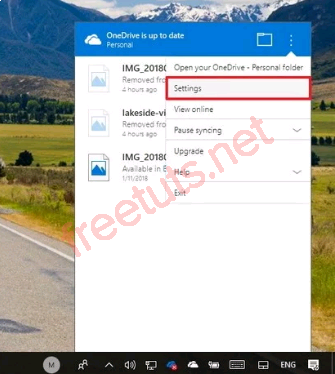 OneDrive is up to date
Personal
IMG_2018
Removed fro
4 hours ago
lakeside-vi
Removed fro
4 hours ago
IMG_2018
Available in E
1/11/2018
Open your OneDrive - Personal folder
Settings
View online
Pause syncing
Upgrade
Help
Exit
freetuts.net
M
ENG